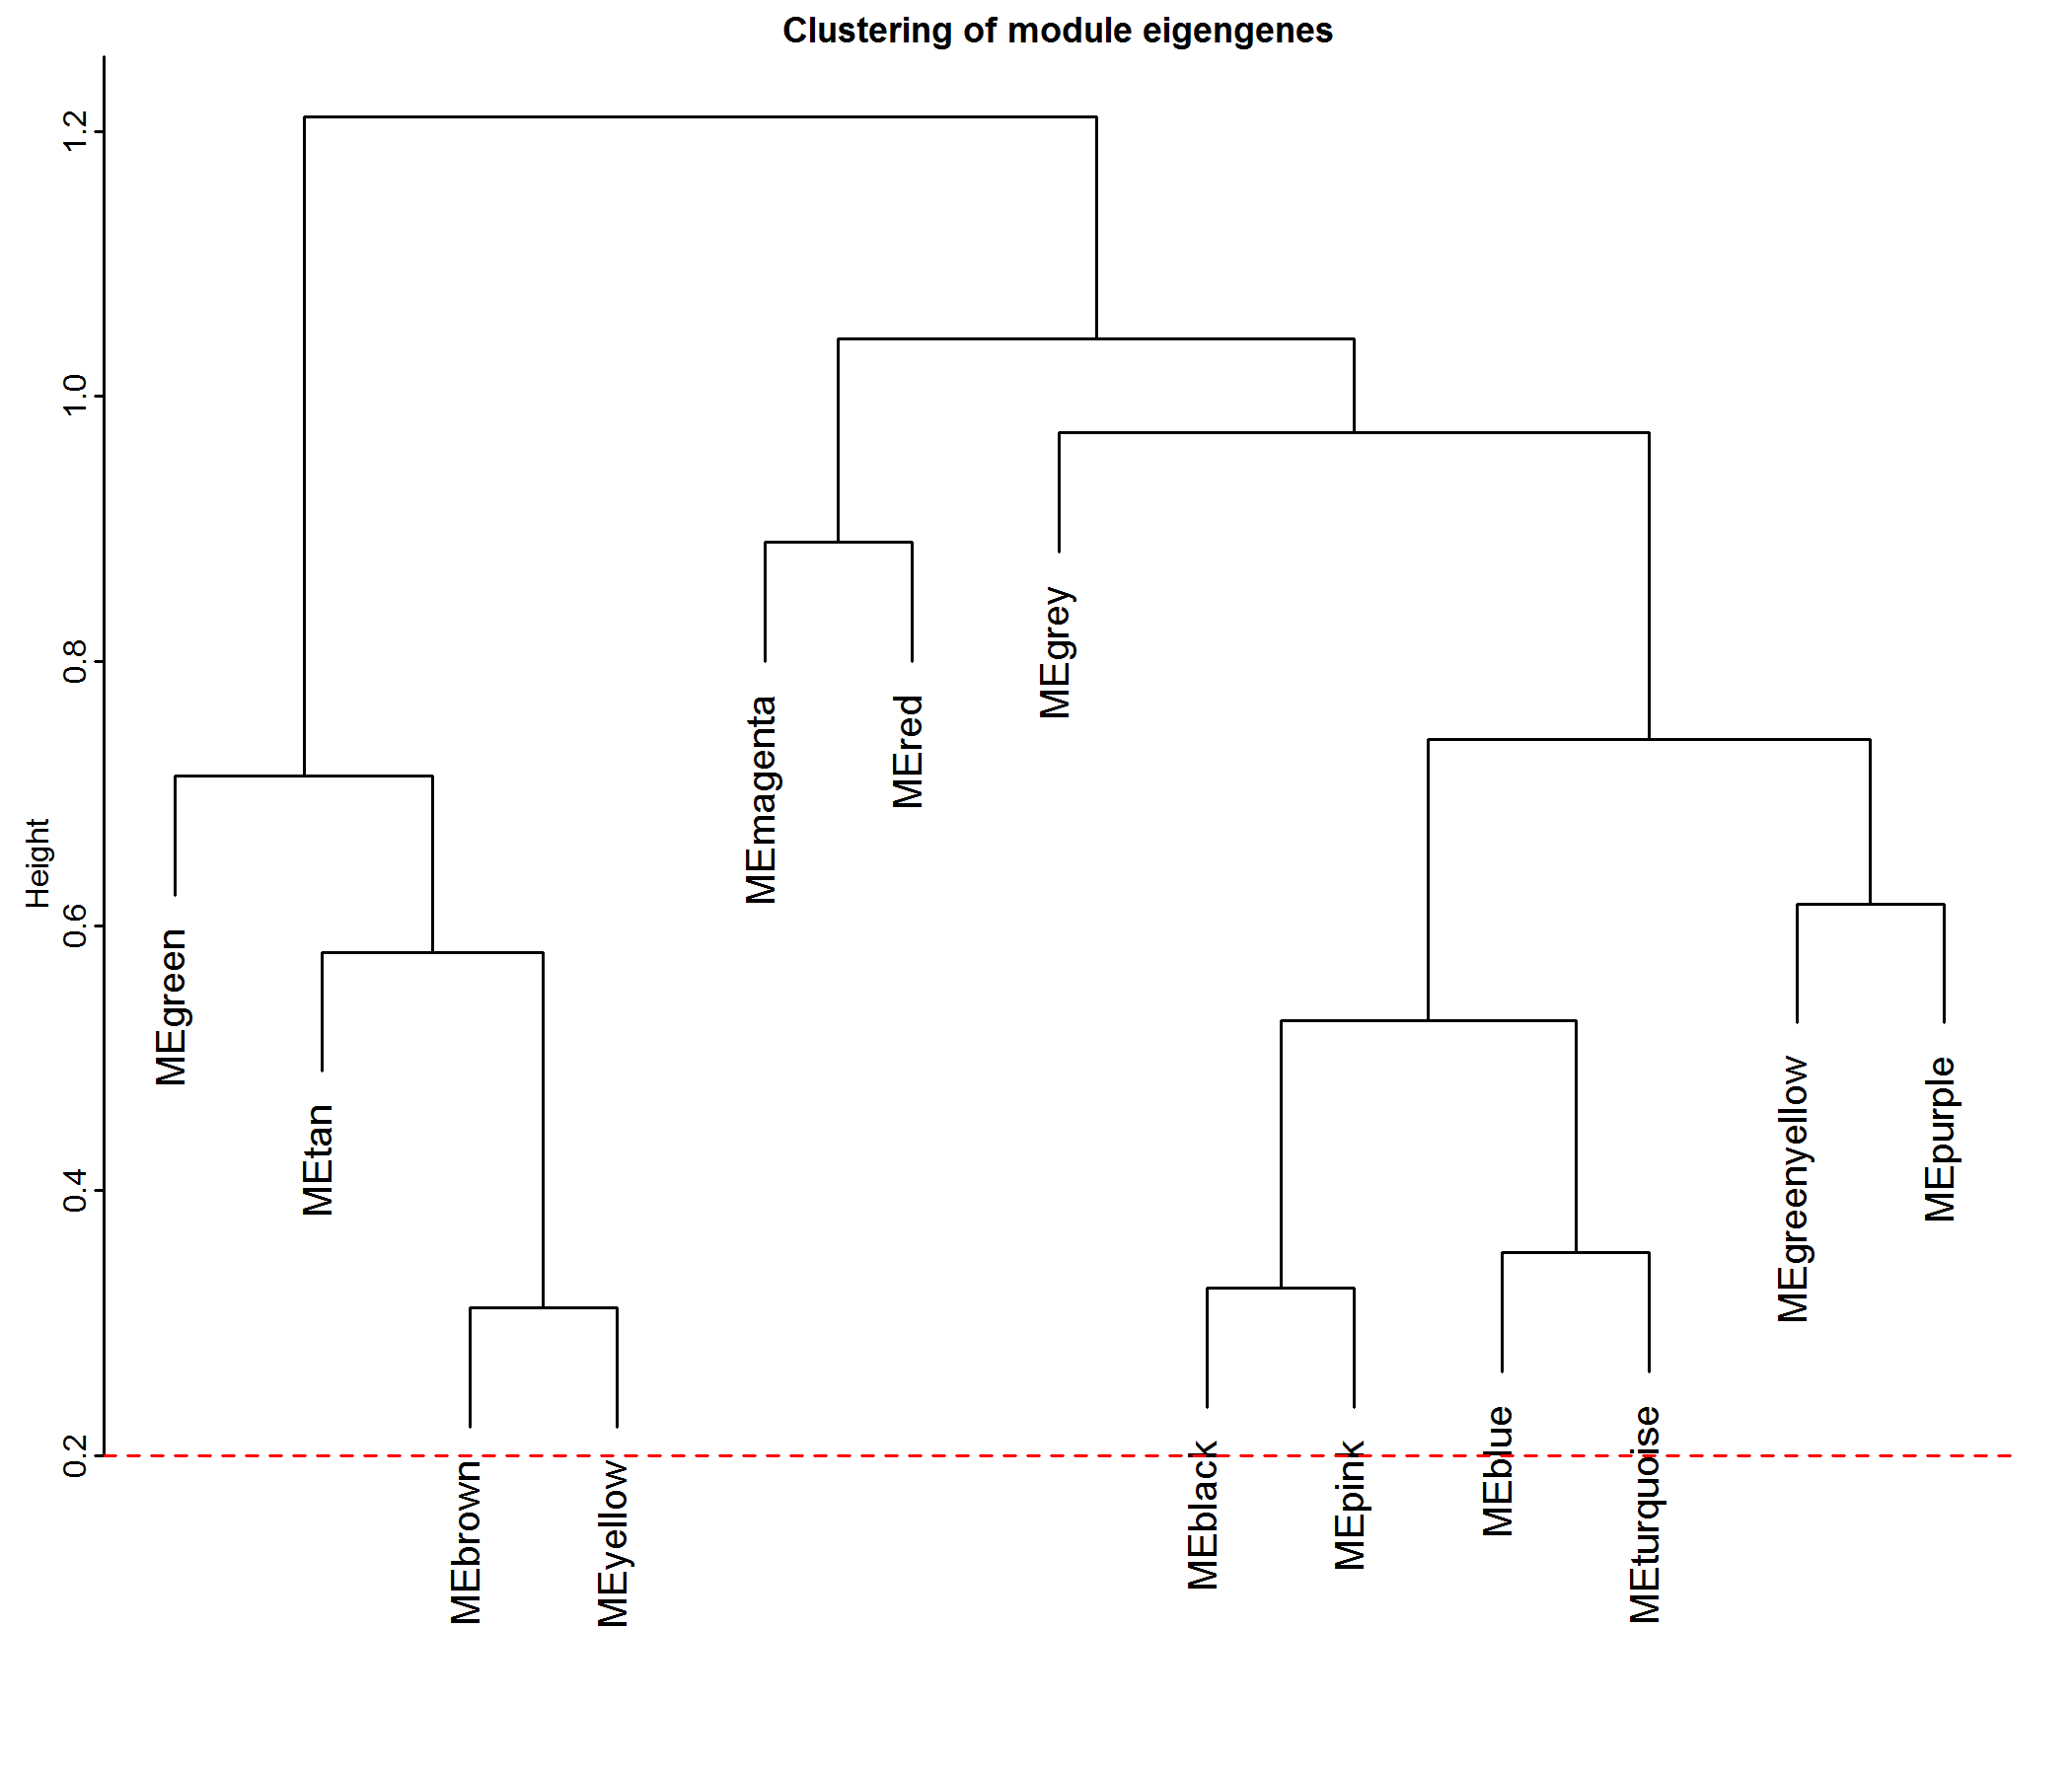 Clustering of module eigengenes
Height
1.2
1.0
0.8
0.6
0.4
0.2
MEgreen
MEtan
MEbrown
MEyellow
MEmagenta
MEred
MEgrey
MEblack
MEpink
MEblue
MEturquoise
MEgreenyellow
MEpurple